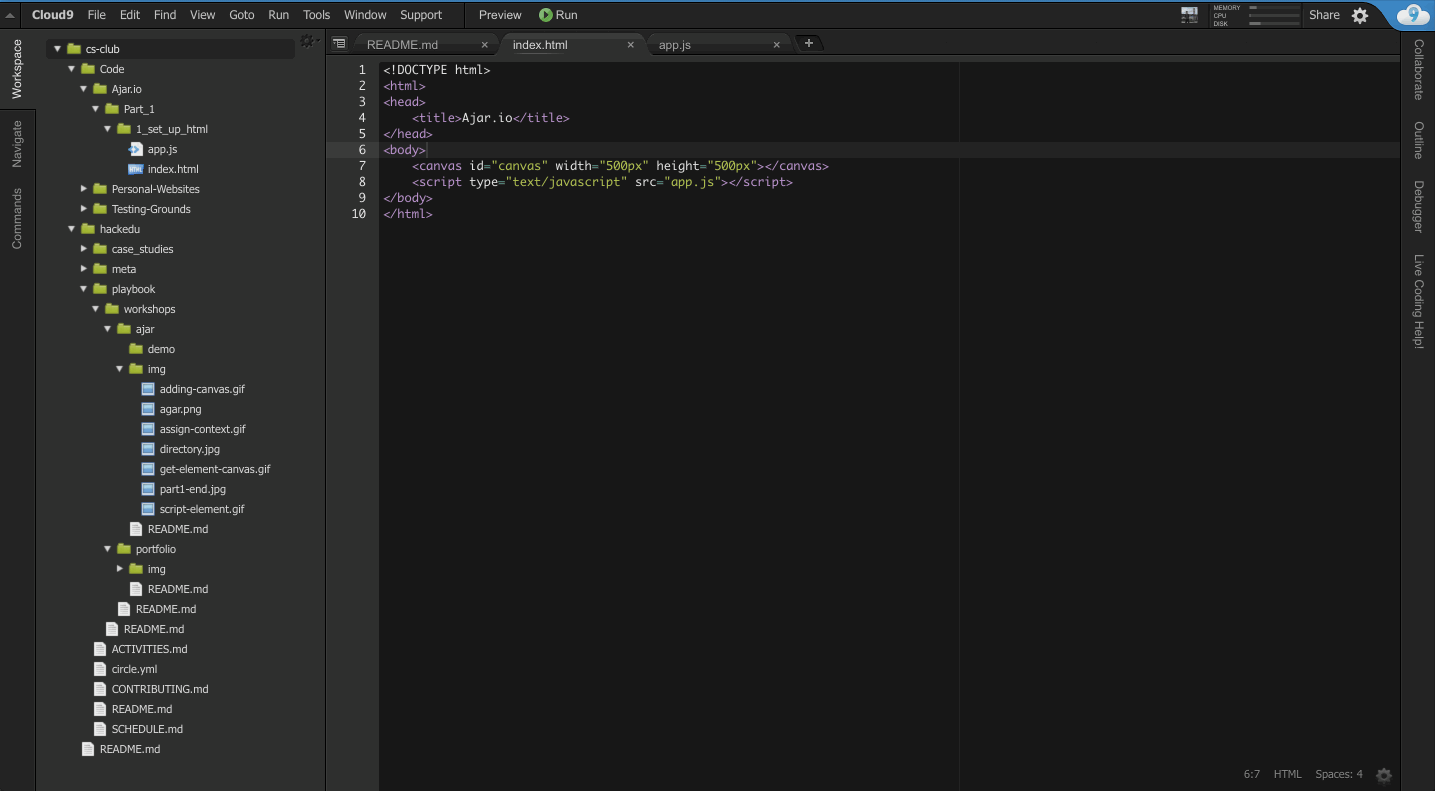 Cloud9 File Edit Find View Goto Run Tools Window Support Preview Run MEMORY CPU DISK Share 9
Workspace
Navigate
Commands
cs-club
Code
Ajar.io
Part_1
1_set_up_html
app.js
index.html
Personal-Websites
Testing-Grounds
hackedu
case_studies
meta
playbook
workshops
ajar
demo
img
adding-canvas.gif
agar.png
assign-context.gif
directory.jpg
get-element-canvas.gif
part1-end.jpg
script-element.gif
README.md
portfolio
img
README.md
README.md
README.md
ACTIVITIES.md
circle.yml
CONTRIBUTING.md
README.md
SCHEDULE.md
README.md
README.md × index.html × app.js × +
1 <!DOCTYPE html>
2 <html>
3 <head>
4     <title>Ajar.io</title>
5 </head>
6 <body>
7     <canvas id="canvas" width="500px" height="500px"></canvas>
8     <script type="text/javascript" src="app.js"></script>
9 </body>
10 </html>
6:7 HTML Spaces: 4
Collaborate
Outline
Debugger
Live Coding Help!